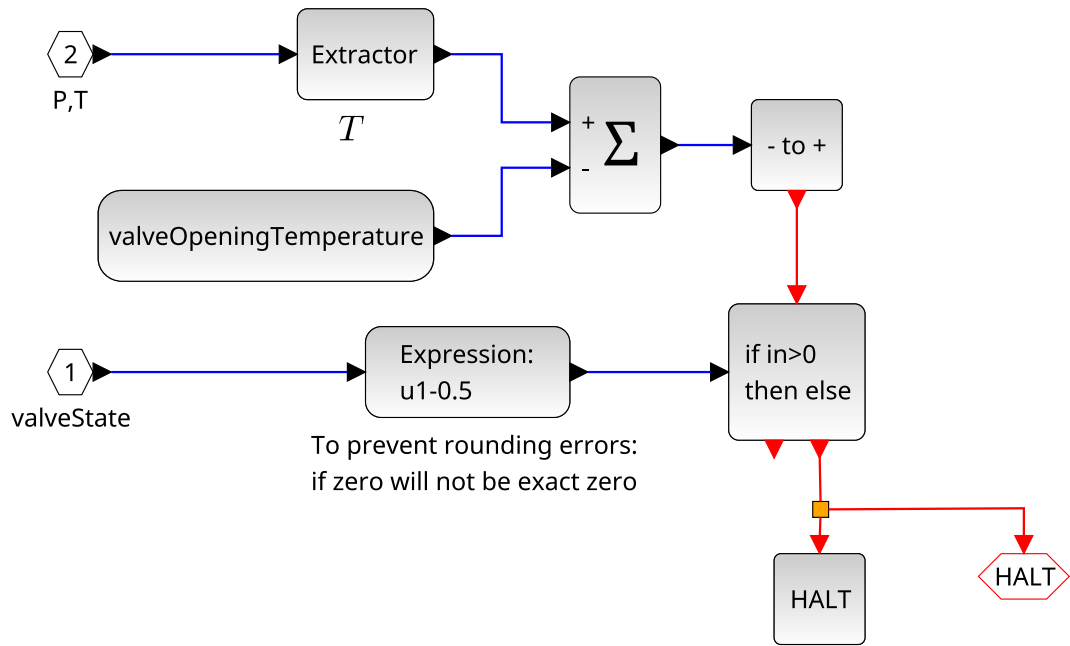 2
P,T
Extractor
T
+
-
Σ
- to +
valveOpeningTemperature
1
valveState
Expression:
u1-0.5
To prevent rounding errors:
if zero will not be exact zero
if in>0
then else
HALT
HALT